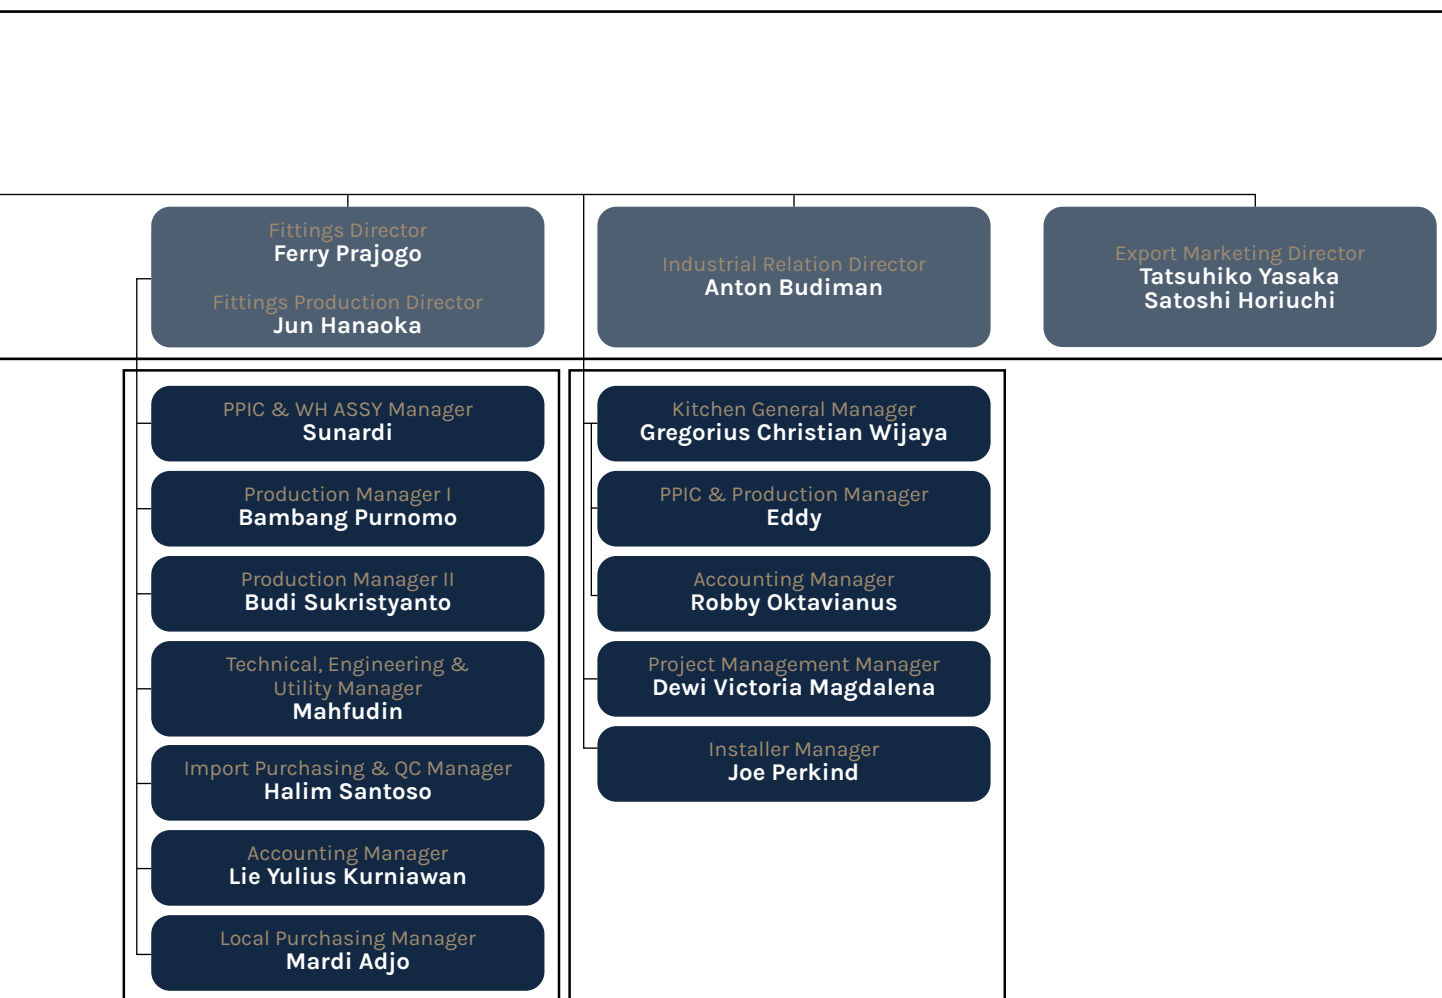 Fittings Director
Ferry Prajogo
Fittings Production Director
Jun Hanaoka
Industrial Relation Director
Anton Budiman
Export Marketing Director
Tatsuhiko Yasaka
Satoshi Horiuchi
PPIC & WH ASSY Manager
Sunardi
Production Manager I
Bambang Purnomo
Production Manager II
Budi Sukristyanto
Technical, Engineering &
Utility Manager
Mahfudin
Import Purchasing & QC Manager
Halim Santoso
Accounting Manager
Lie Yulius Kurniawan
Local Purchasing Manager
Mardi Adjo
Kitchen General Manager
Gregorius Christian Wijaya
PPIC & Production Manager
Eddy
Accounting Manager
Robby Oktavianus
Project Management Manager
Dewi Victoria Magdalena
Installer Manager
Joe Perkind